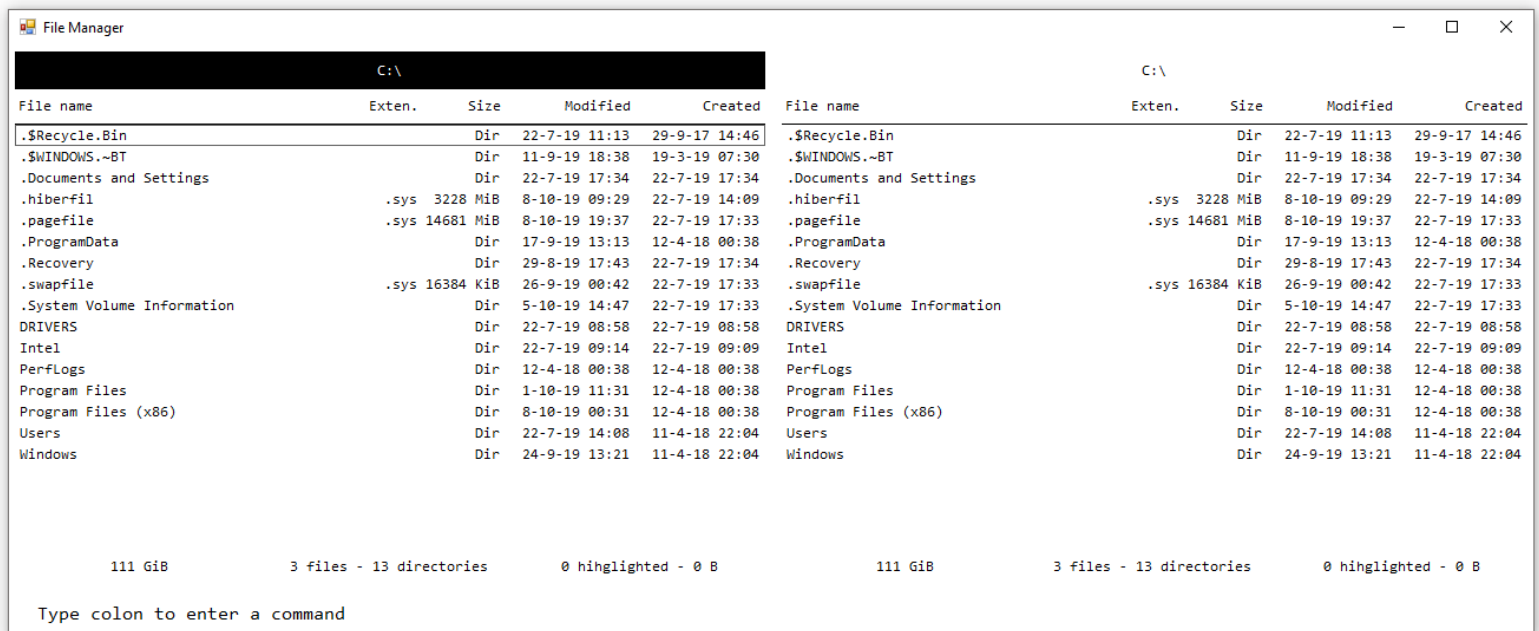 File Manager
C:\
File name Exten. Size Modified Created
.$Recycle.Bin Dir 22-7-19 11:13 29-9-17 14:46
.$WINDOWS.~BT Dir 11-9-19 18:38 19-3-19 07:30
.Documents and Settings Dir 22-7-19 17:34 22-7-19 17:34
.hiberfil .sys 3228 MiB 8-10-19 09:29 22-7-19 14:09
.pagefile .sys 14681 MiB 8-10-19 19:37 22-7-19 17:33
.ProgramData Dir 17-9-19 13:13 12-4-18 00:38
.Recovery Dir 29-8-19 17:43 22-7-19 17:34
.swapfile .sys 16384 KiB 26-9-19 00:42 22-7-19 17:33
.System Volume Information Dir 5-10-19 14:47 22-7-19 17:33
DRIVERS Dir 22-7-19 08:58 22-7-19 08:58
Intel Dir 22-7-19 09:14 22-7-19 09:09
PerfLogs Dir 12-4-18 00:38 12-4-18 00:38
Program Files Dir 1-10-19 11:31 12-4-18 00:38
Program Files (x86) Dir 8-10-19 00:31 12-4-18 00:38
Users Dir 22-7-19 14:08 11-4-18 22:04
Windows Dir 24-9-19 13:21 11-4-18 22:04
111 GiB 3 files - 13 directories 0 hihglighted - 0 B
C:\
File name Exten. Size Modified Created
.$Recycle.Bin Dir 22-7-19 11:13 29-9-17 14:46
.$WINDOWS.~BT Dir 11-9-19 18:38 19-3-19 07:30
.Documents and Settings Dir 22-7-19 17:34 22-7-19 17:34
.hiberfil .sys 3228 MiB 8-10-19 09:29 22-7-19 14:09
.pagefile .sys 14681 MiB 8-10-19 19:37 22-7-19 17:33
.ProgramData Dir 17-9-19 13:13 12-4-18 00:38
.Recovery Dir 29-8-19 17:43 22-7-19 17:34
.swapfile .sys 16384 KiB 26-9-19 00:42 22-7-19 17:33
.System Volume Information Dir 5-10-19 14:47 22-7-19 17:33
DRIVERS Dir 22-7-19 08:58 22-7-19 08:58
Intel Dir 22-7-19 09:14 22-7-19 09:09
PerfLogs Dir 12-4-18 00:38 12-4-18 00:38
Program Files Dir 1-10-19 11:31 12-4-18 00:38
Program Files (x86) Dir 8-10-19 00:31 12-4-18 00:38
Users Dir 22-7-19 14:08 11-4-18 22:04
Windows Dir 24-9-19 13:21 11-4-18 22:04
111 GiB 3 files - 13 directories 0 hihglighted - 0 B
Type colon to enter a command